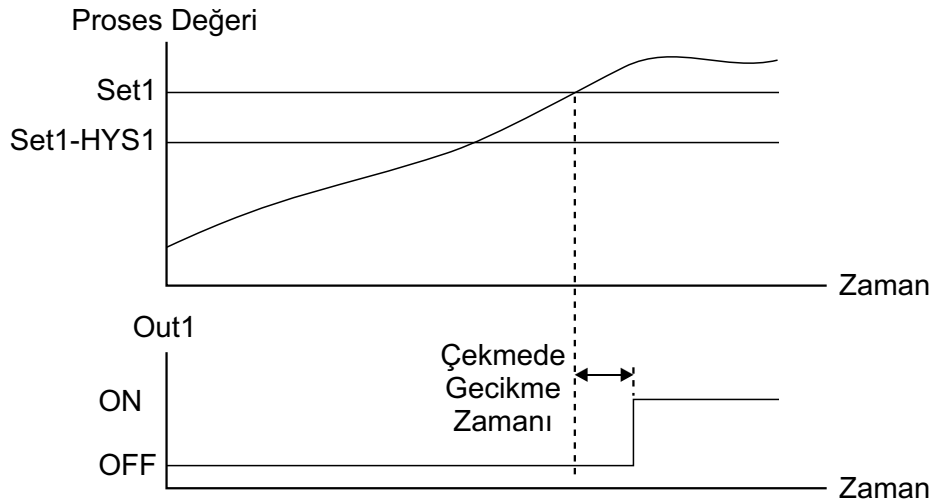 Proses Değeri
Set1
Set1-HYS1
Zaman
Out1
Çekmede
Gecikme
Zamanı
ON
OFF
Zaman